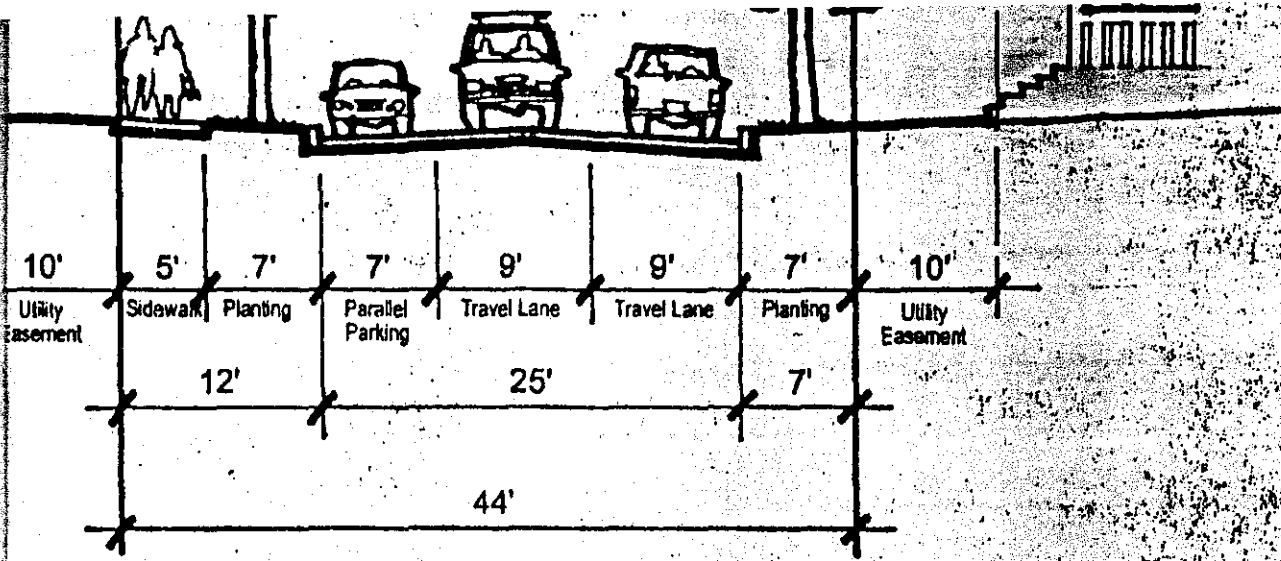 10' 5' 7' 7' 9' 9' 7' 10'
Utility Sidewalk Planting Parallel Travel Lane Travel Lane Planting Utility
Easement Parking Easement
12' 25' 7'
44'